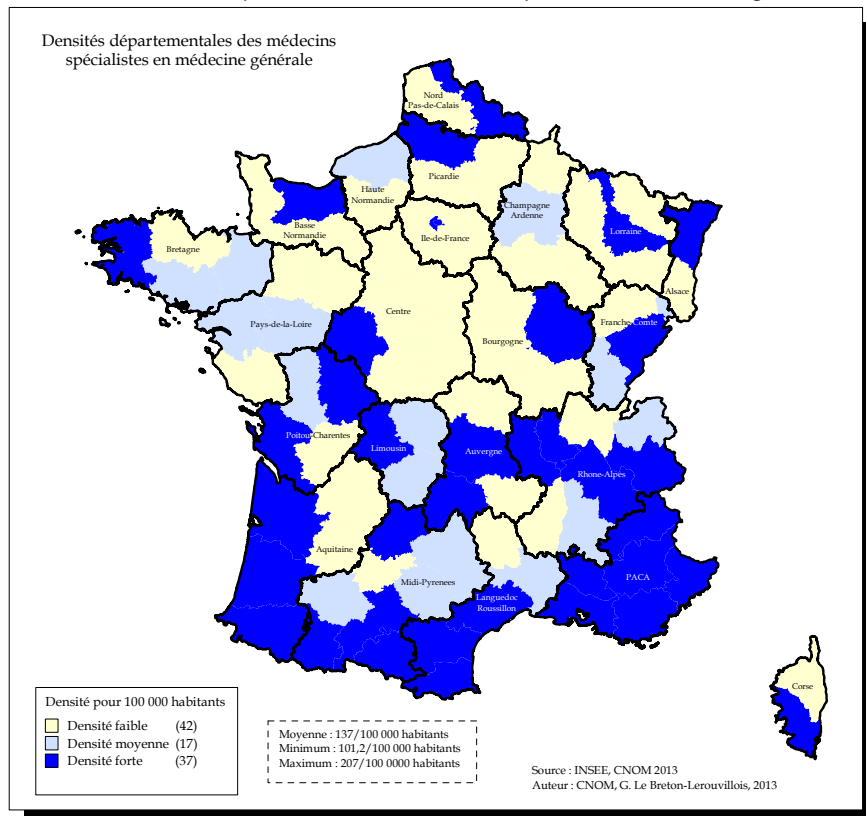 Densités départementales des médecins
spécialistes en médecine générale
Nord
Pas-de-Calais
Picardie
Haute
Normandie
Basse
Normandie
Champagne
Ardenne
Lorraine
Ile-de-France
Bretagne
Alsace
Pays-de-la-Loire
Centre
Bourgogne
Franche-Comte
Poitou-Charentes
Limousin
Auvergne
Rhone-Alpes
Aquitaine
Midi-Pyrenees
PACA
Languedoc
Roussillon
Corse
Densité pour 100 000 habitants
Densité faible (42)
Densité moyenne (17)
Densité forte (37)
Moyenne : 137/100 000 habitants
Minimum : 101,2/100 000 habitants
Maximum : 207/100 0000 habitants
Source : INSEE, CNOM 2013
Auteur : CNOM, G. Le Breton-Lerouvillois, 2013